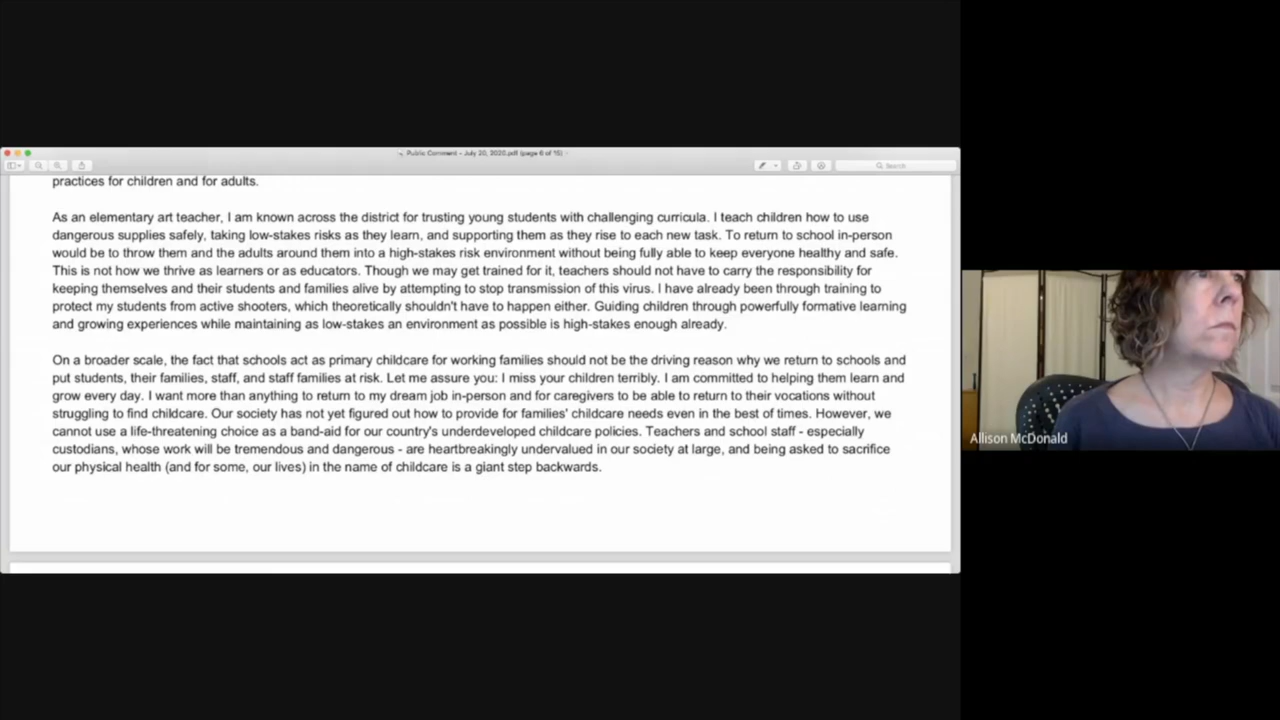 Public Comment - July 20, 2020.pdf (page 6 of 15)
Search
practices for children and for adults.
As an elementary art teacher, I am known across the district for trusting young students with challenging curricula. I teach children how to use
dangerous supplies safely, taking low-stakes risks as they learn, and supporting them as they rise to each new task. To return to school in-person
would be to throw them and the adults around them into a high-stakes risk environment without being fully able to keep everyone healthy and safe.
This is not how we thrive as learners or as educators. Though we may get trained for it, teachers should not have to carry the responsibility for
keeping themselves and their students and families alive by attempting to stop transmission of this virus. I have already been through training to
protect my students from active shooters, which theoretically shouldn't have to happen either. Guiding children through powerfully formative learning
and growing experiences while maintaining as low-stakes an environment as possible is high-stakes enough already.
On a broader scale, the fact that schools act as primary childcare for working families should not be the driving reason why we return to schools and
put students, their families, staff, and staff families at risk. Let me assure you: I miss your children terribly. I am committed to helping them learn and
grow every day. I want more than anything to return to my dream job in-person and for caregivers to be able to return to their vocations without
struggling to find childcare. Our society has not yet figured out how to provide for families' childcare needs even in the best of times. However, we
cannot use a life-threatening choice as a band-aid for our country's underdeveloped childcare policies. Teachers and school staff - especially
custodians, whose work will be tremendous and dangerous - are heartbreakingly undervalued in our society at large, and being asked to sacrifice
our physical health (and for some, our lives) in the name of childcare is a giant step backwards.
Allison McDonald